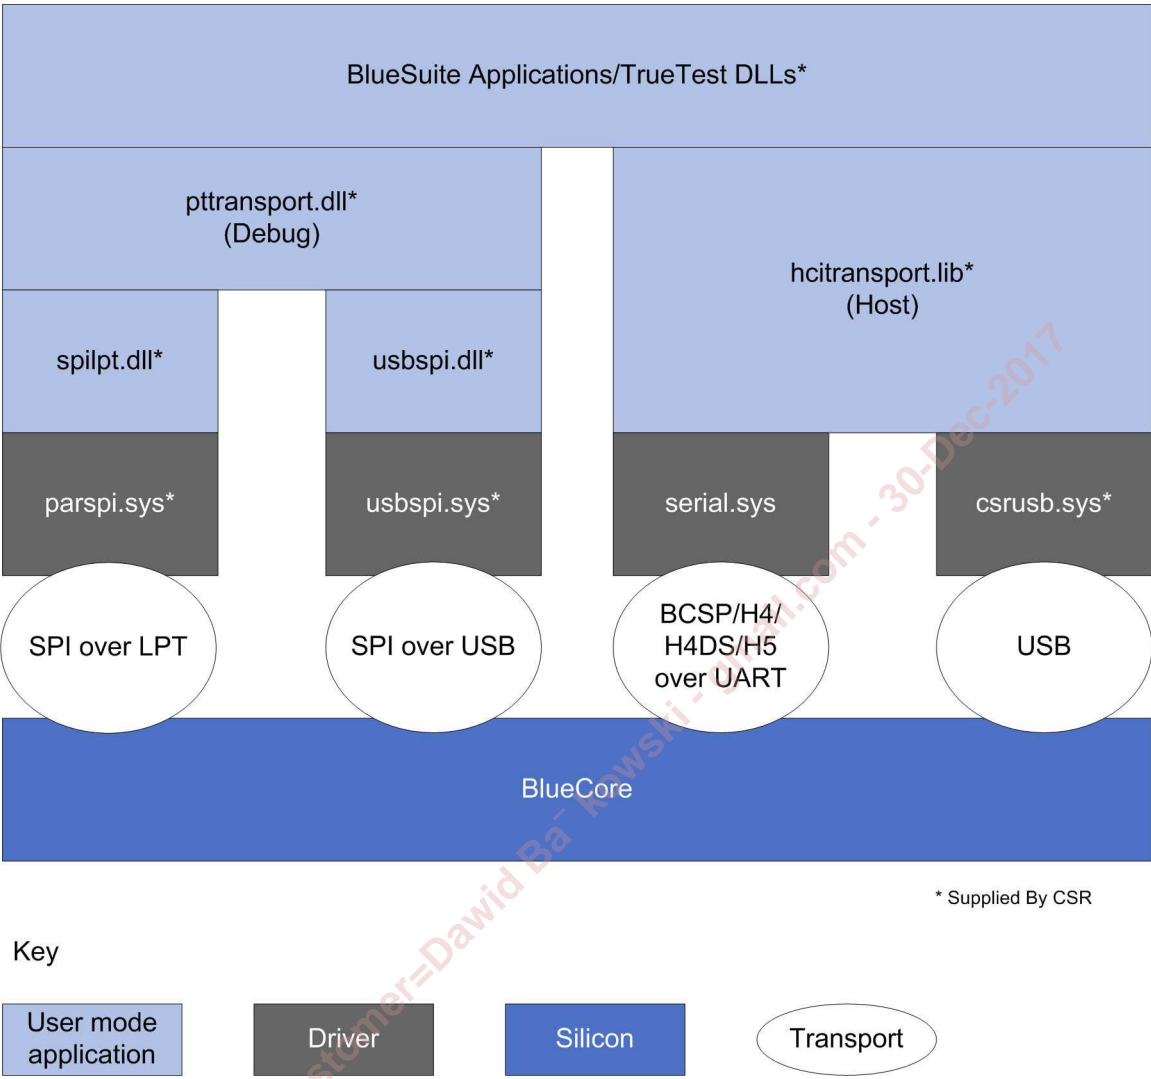 BlueSuite Applications/TrueTest DLLs*
pttransport.dll*
(Debug)
hcitransport.lib*
(Host)
spilpt.dll*
usbspi.dll*
parspi.sys*
usbspi.sys*
serial.sys
csrusb.sys*
SPI over LPT
SPI over USB
BCSP/H4/
H4DS/H5
over UART
USB
BlueCore
* Supplied By CSR
Key
User mode
application
Driver
Silicon
Transport